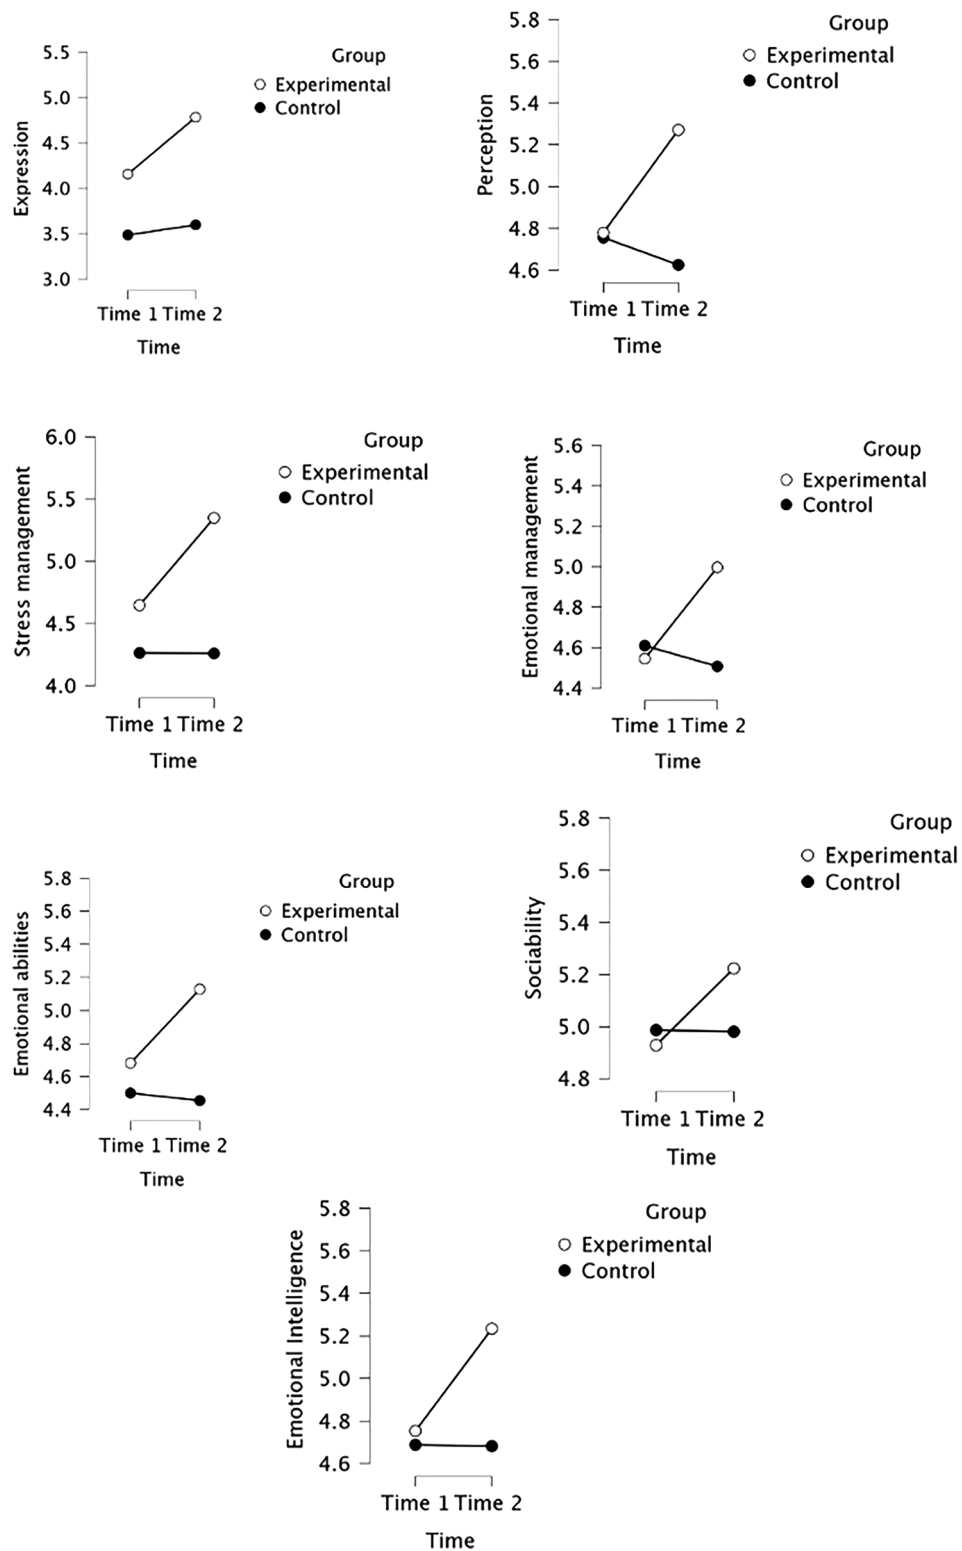 Group
Experimental
Control
5.5
5.0
4.5
4.0
3.5
3.0
Expression
Time 1 Time 2
Time
Group
Experimental
Control
5.8
5.6
5.4
5.2
5.0
4.8
4.6
Perception
Time 1 Time 2
Time
Group
Experimental
Control
6.0
5.5
5.0
4.5
4.0
Stress management
Time 1 Time 2
Time
Group
Experimental
Control
5.6
5.4
5.2
5.0
4.8
4.6
4.4
Emotional management
Time 1 Time 2
Time
Group
Experimental
Control
5.8
5.6
5.4
5.2
5.0
4.8
4.6
4.4
Emotional abilities
Time 1 Time 2
Time
Group
Experimental
Control
5.8
5.6
5.4
5.2
5.0
4.8
Sociability
Time 1 Time 2
Time
Group
Experimental
Control
5.8
5.6
5.4
5.2
5.0
4.8
4.6
Emotional Intelligence
Time 1 Time 2
Time